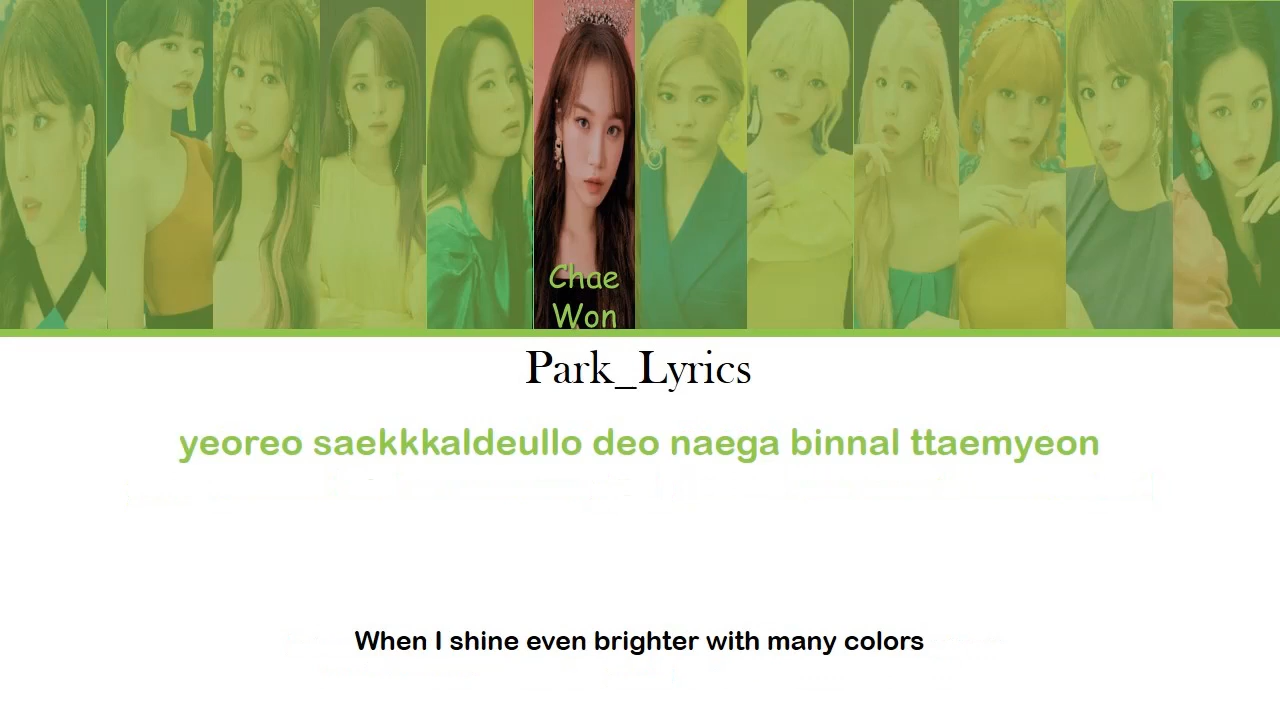 Chae
Won
Park_Lyrics
yeoreo saekkkaldeullo deo naega binnal ttaemyeon
When I shine even brighter with many colors